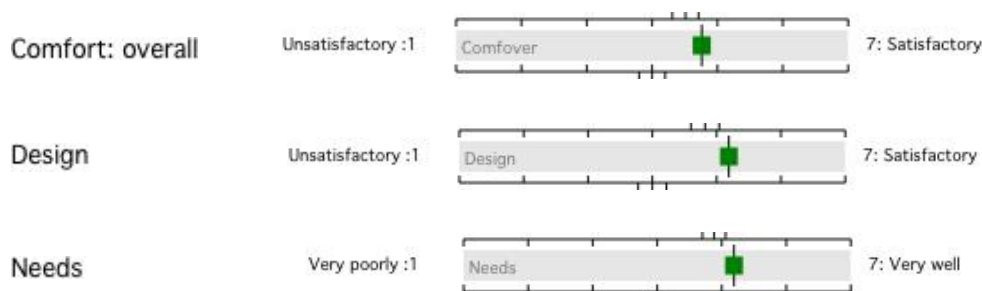 Comfort: overall Unsatisfactory :1 Comfover 7: Satisfactory
Design Unsatisfactory :1 Design 7: Satisfactory
Needs Very poorly :1 Needs 7: Very well